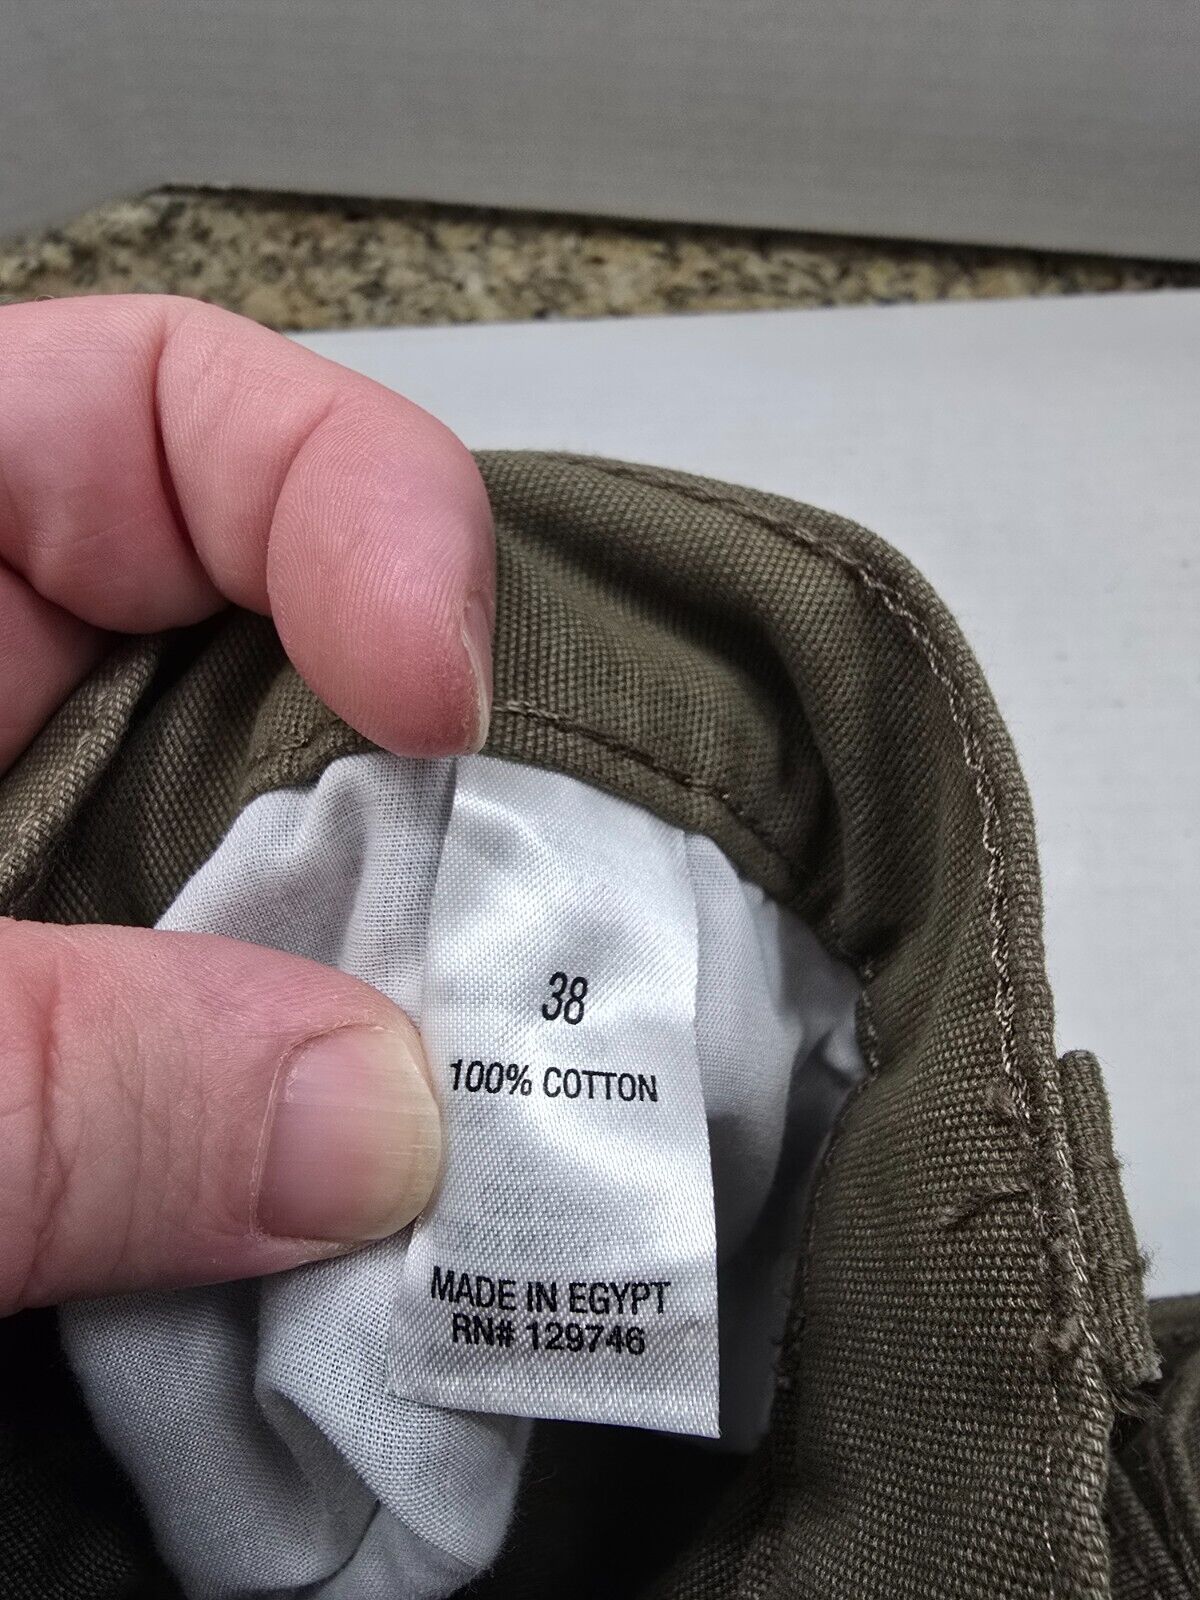 38
100% COTTON
MADE IN EGYPT
RN# 129746